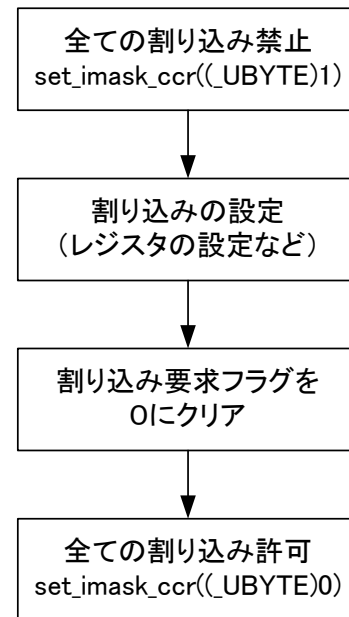 全ての割り込み禁止
set_imask_ccr((_UBYTE)1)
割り込みの設定
（レジスタの設定など）
割り込み要求フラグを
0にクリア
全ての割り込み許可
set_imask_ccr((_UBYTE)0)